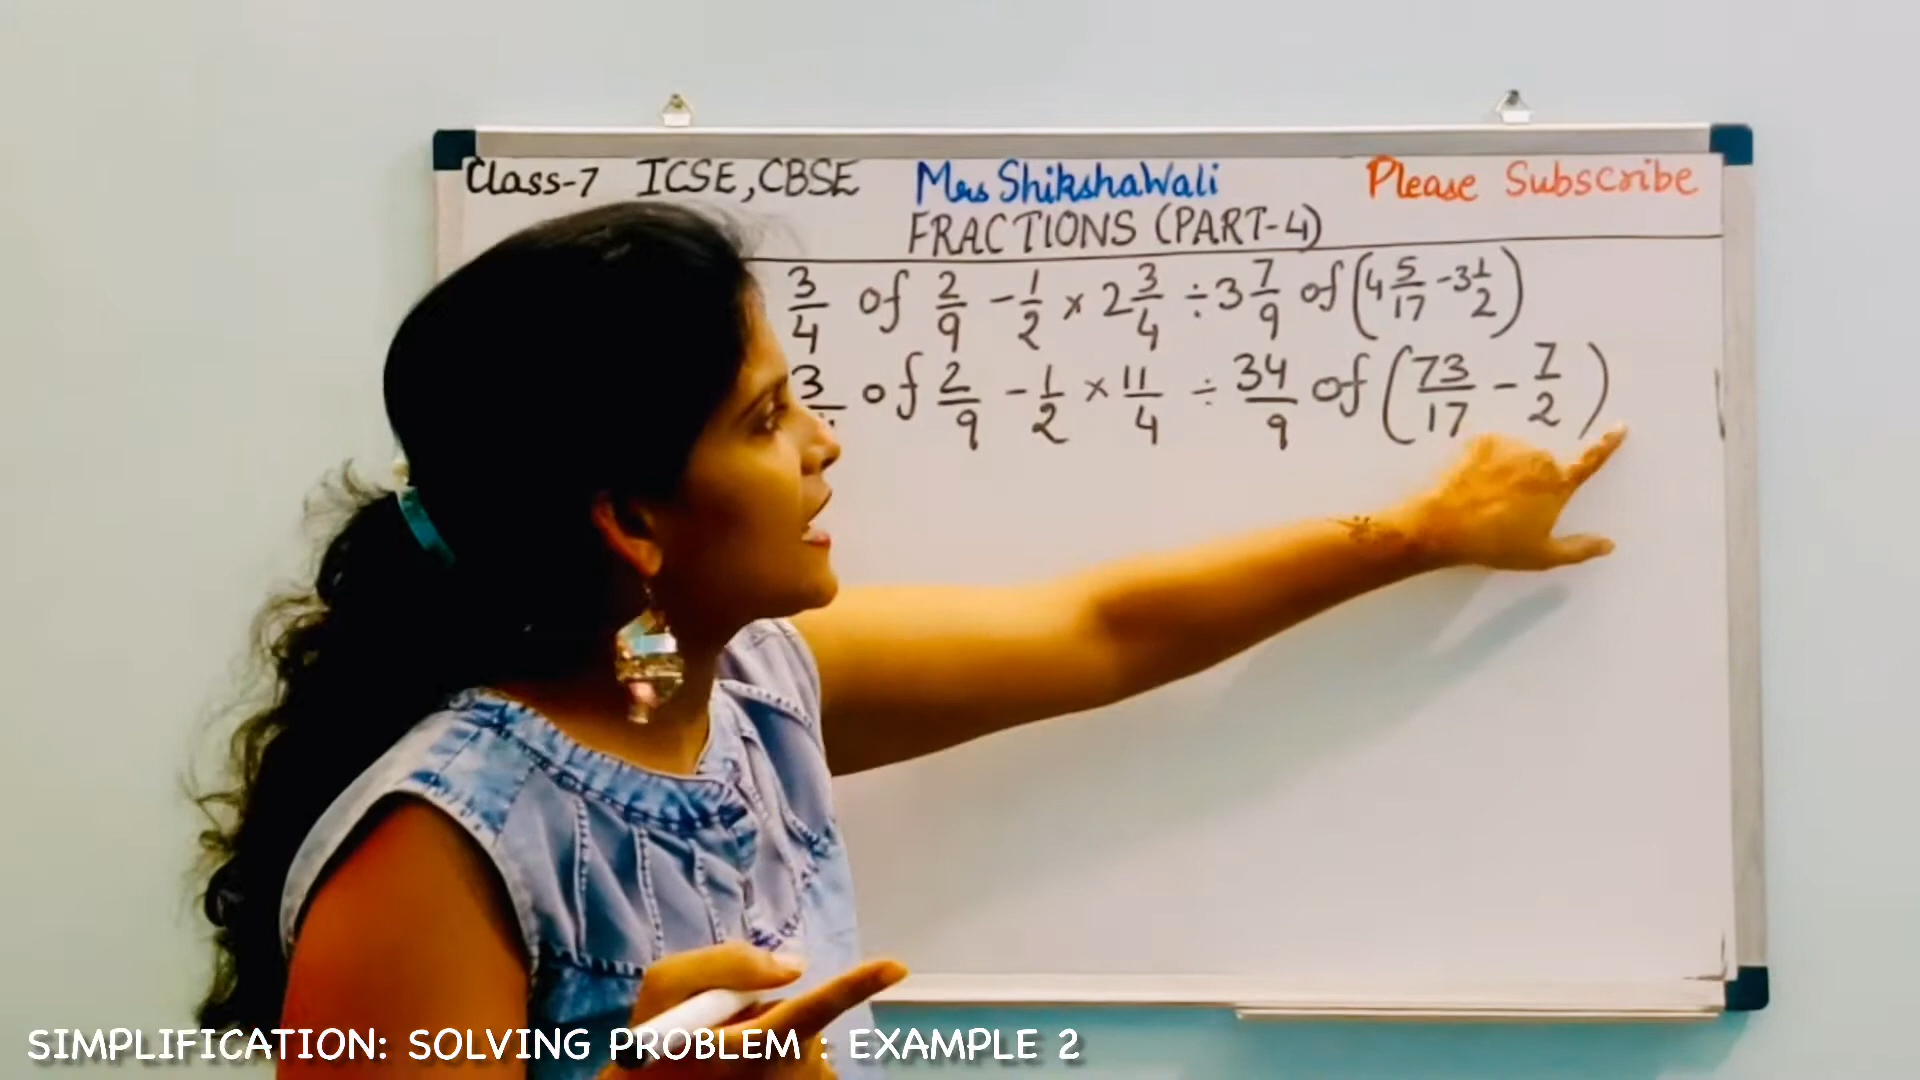 Class-7 ICSE, CBSE Mrs ShikshaWali Please Subscribe
FRACTIONS (PART-4)
3/4 of 2/9 - 1/2 × 2 3/4 ÷ 3 7/9 of (4 5/17 - 3 1/2)
3/ of 2/9 - 1/2 × 11/4 ÷ 34/9 of (73/17 - 7/2)
SIMPLIFICATION: SOLVING PROBLEM : EXAMPLE 2